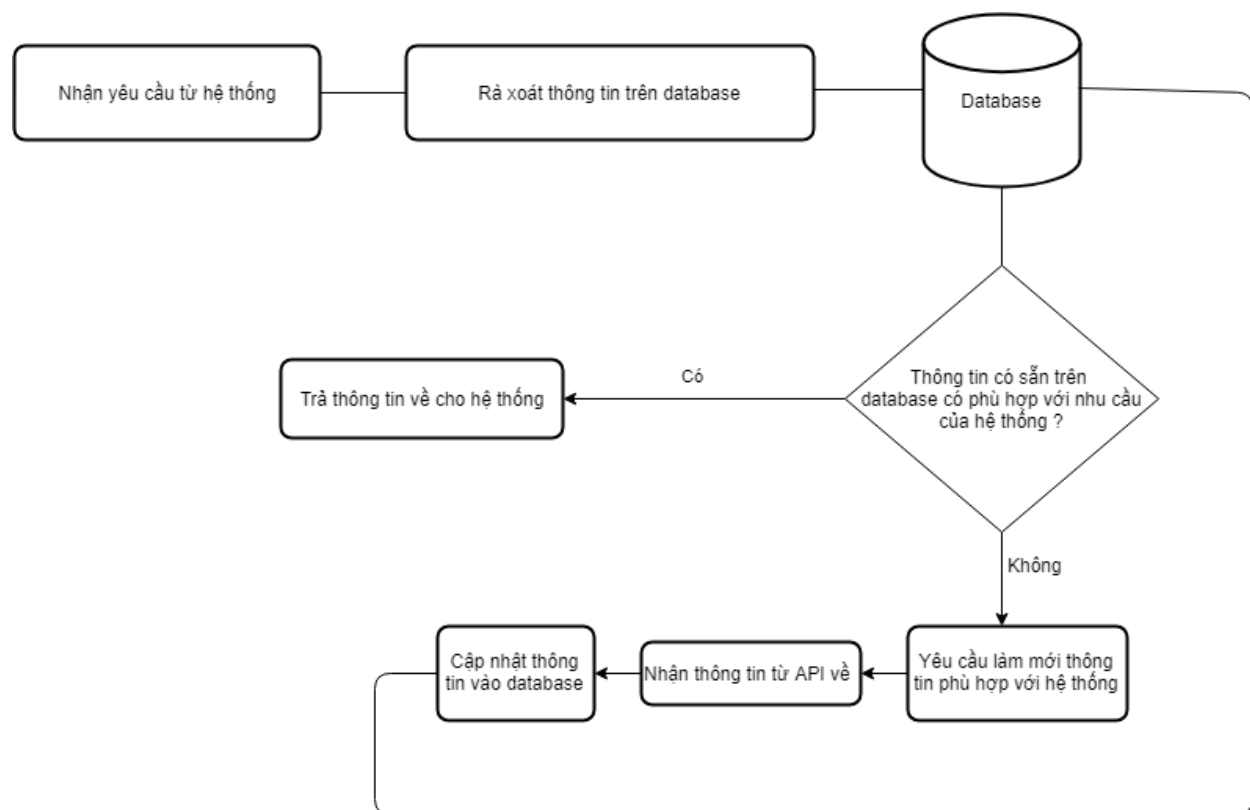 Nhận yêu cầu từ hệ thống
Rà xoát thông tin trên database
Database
Thông tin có sẵn trên
database có phù hợp với nhu cầu
của hệ thống ?
Có
Trả thông tin về cho hệ thống
Không
Cập nhật thông
tin vào database
Nhận thông tin từ API về
Yêu cầu làm mới thông
tin phù hợp với hệ thống